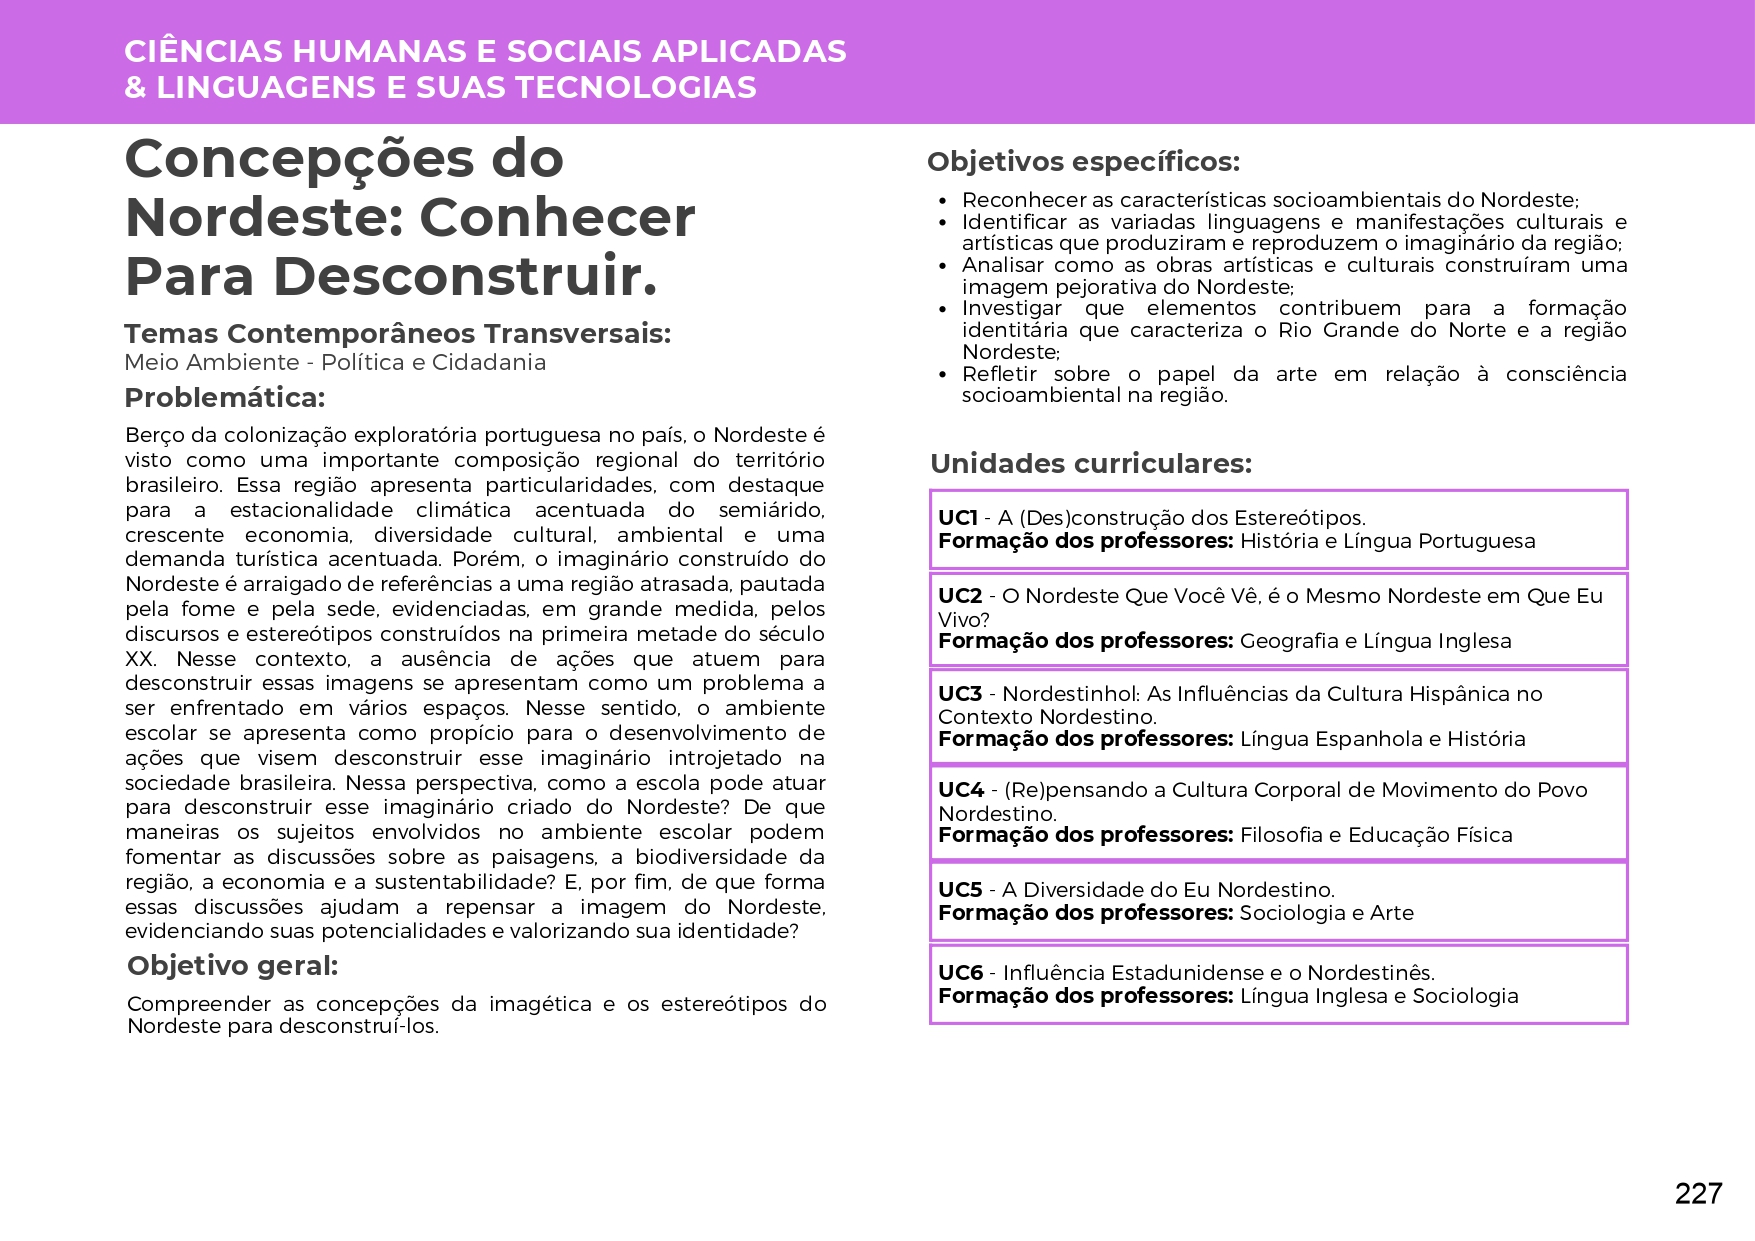 CIÊNCIAS HUMANAS E SOCIAIS APLICADAS
& LINGUAGENS E SUAS TECNOLOGIAS
Concepções do
Nordeste: Conhecer
Para Desconstruir.
Temas Contemporâneos Transversais:
Meio Ambiente - Política e Cidadania
Problemática:
Berço da colonização exploratória portuguesa no país, o Nordeste é
visto como uma importante composição regional do território
brasileiro. Essa região apresenta particularidades, com destaque
para a estacionalidade climática acentuada do semiárido,
crescente economia, diversidade cultural, ambiental e uma
demanda turística acentuada. Porém, o imaginário construído do
Nordeste é arraigado de referências a uma região atrasada, pautada
pela fome e pela sede, evidenciadas, em grande medida, pelos
discursos e estereótipos construídos na primeira metade do século
XX. Nesse contexto, a ausência de ações que atuem para
desconstruir essas imagens se apresentam como um problema a
ser enfrentado em vários espaços. Nesse sentido, o ambiente
escolar se apresenta como propício para o desenvolvimento de
ações que visem desconstruir esse imaginário introjetado na
sociedade brasileira. Nessa perspectiva, como a escola pode atuar
para desconstruir esse imaginário criado do Nordeste? De que
maneiras os sujeitos envolvidos no ambiente escolar podem
fomentar as discussões sobre as paisagens, a biodiversidade da
região, a economia e a sustentabilidade? E, por fim, de que forma
essas discussões ajudam a repensar a imagem do Nordeste,
evidenciando suas potencialidades e valorizando sua identidade?
Objetivo geral:
Compreender as concepções da imagética e os estereótipos do
Nordeste para desconstruí-los.
Objetivos específicos:
• Reconhecer as características socioambientais do Nordeste;
• Identificar as variadas linguagens e manifestações culturais e
artísticas que produziram e reproduzem o imaginário da região;
• Analisar como as obras artísticas e culturais construíram uma
imagem pejorativa do Nordeste;
• Investigar que elementos contribuem para a formação
identitária que caracteriza o Rio Grande do Norte e a região
Nordeste;
• Refletir sobre o papel da arte em relação à consciência
socioambiental na região.
Unidades curriculares:
UC1 - A (Des)construção dos Estereótipos.
Formação dos professores: História e Língua Portuguesa
UC2 - O Nordeste Que Você Vê, é o Mesmo Nordeste em Que Eu
Vivo?
Formação dos professores: Geografia e Língua Inglesa
UC3 - Nordestinhol: As Influências da Cultura Hispânica no
Contexto Nordestino.
Formação dos professores: Língua Espanhola e História
UC4 - (Re)pensando a Cultura Corporal de Movimento do Povo
Nordestino.
Formação dos professores: Filosofia e Educação Física
UC5 - A Diversidade do Eu Nordestino.
Formação dos professores: Sociologia e Arte
UC6 - Influência Estadunidense e o Nordestinês.
Formação dos professores: Língua Inglesa e Sociologia
227